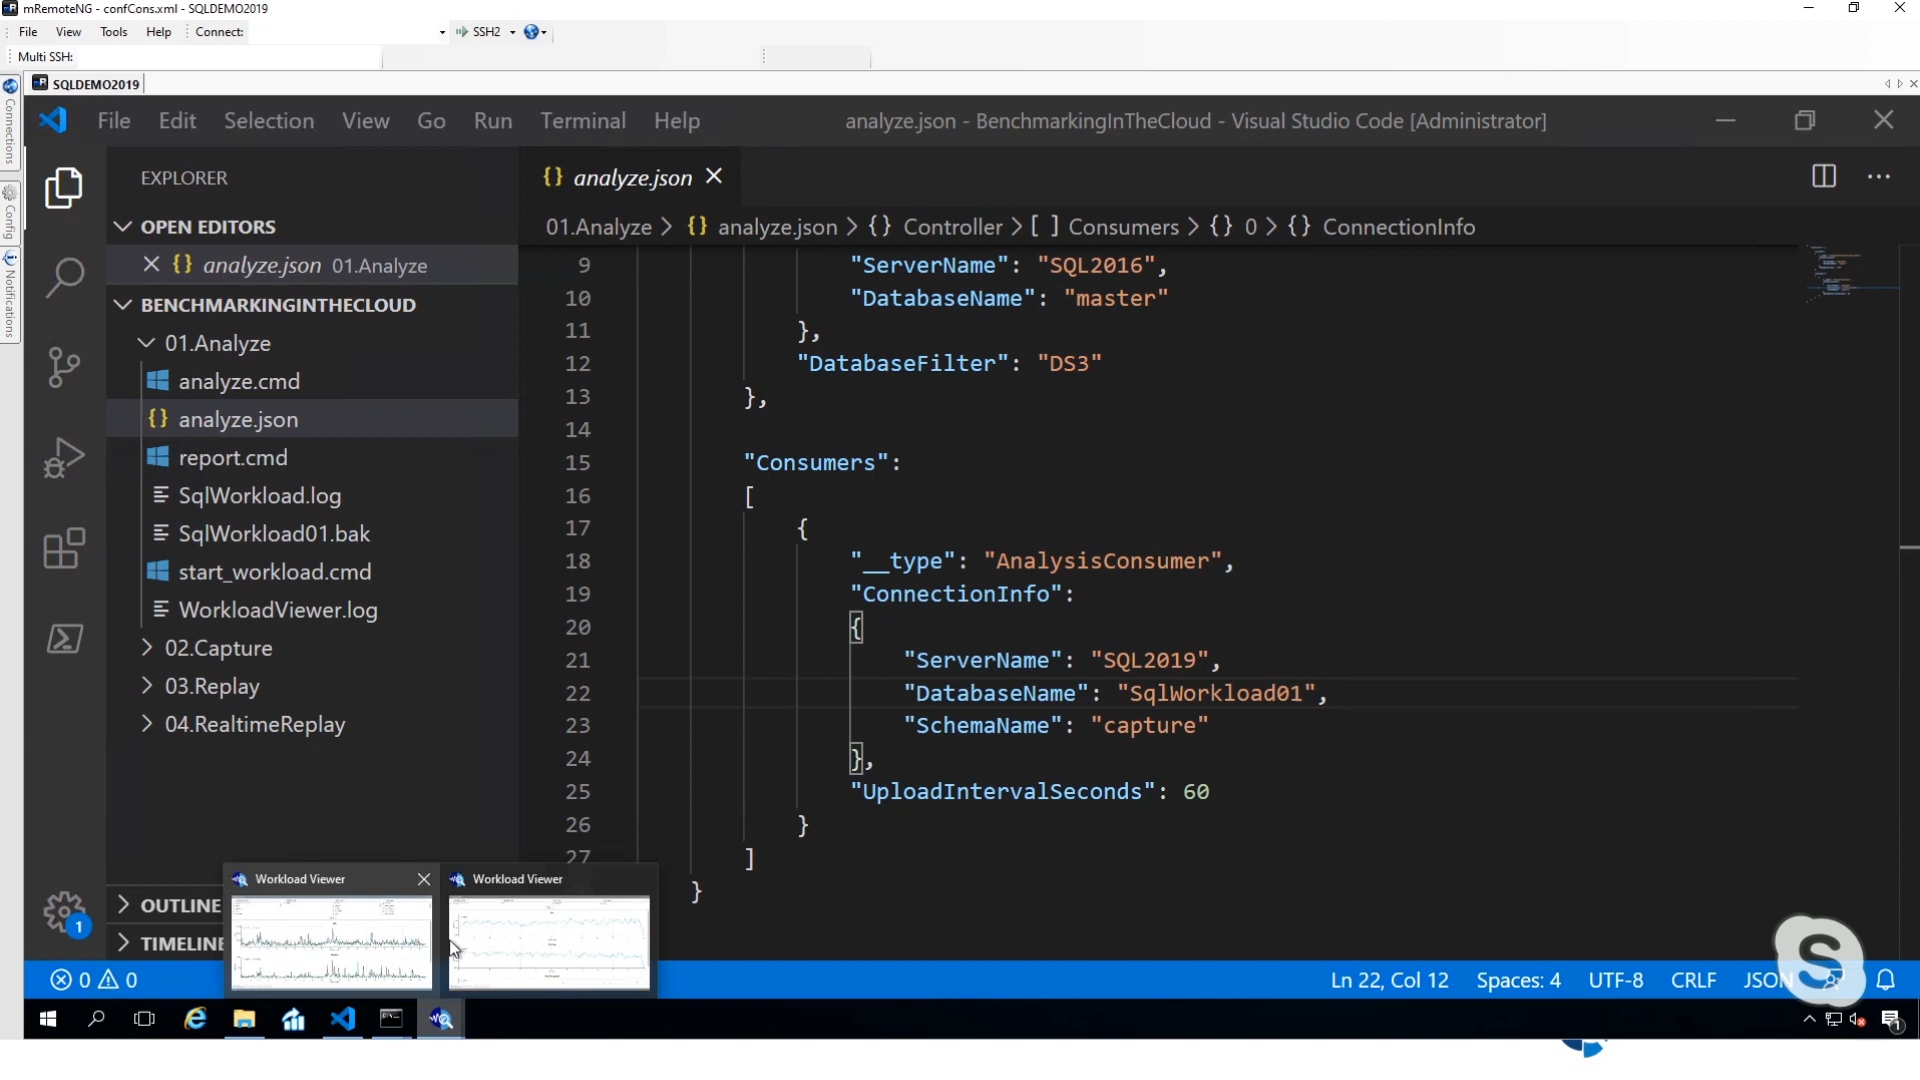 mRemoteNG - confCons.xml - SQLDEMO2019
File View Tools Help Connect: SSH2
Multi SSH:
SQLDEMO2019
Connections
Config
Notifications
File Edit Selection View Go Run Terminal Help analyze.json - BenchmarkingInTheCloud - Visual Studio Code [Administrator]
EXPLORER
OPEN EDITORS
analyze.json 01.Analyze
BENCHMARKINGINTHECLOUD
01.Analyze
analyze.cmd
{} analyze.json
report.cmd
SqlWorkload.log
SqlWorkload01.bak
start_workload.cmd
WorkloadViewer.log
02.Capture
03.Replay
04.RealtimeReplay
OUTLINE
TIMELINE
{} analyze.json
01.Analyze > {} analyze.json > {} Controller > [ ] Consumers > {} 0 > {} ConnectionInfo
9 "ServerName": "SQL2016",
10 "DatabaseName": "master"
11 },
12 "DatabaseFilter": "DS3"
13 },
14
15 "Consumers":
16 [
17 {
18 "__type": "AnalysisConsumer",
19 "ConnectionInfo":
20 {
21 "ServerName": "SQL2019",
22 "DatabaseName": "SqlWorkload01",
23 "SchemaName": "capture"
24 },
25 "UploadIntervalSeconds": 60
26 }
27 ]
}
Workload Viewer
Workload Viewer
1
0 0 Ln 22, Col 12 Spaces: 4 UTF-8 CRLF JSON
S
1